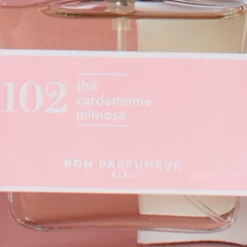 102
thé
cardamome
mimosa
BON PARFUMEUR
PARIS